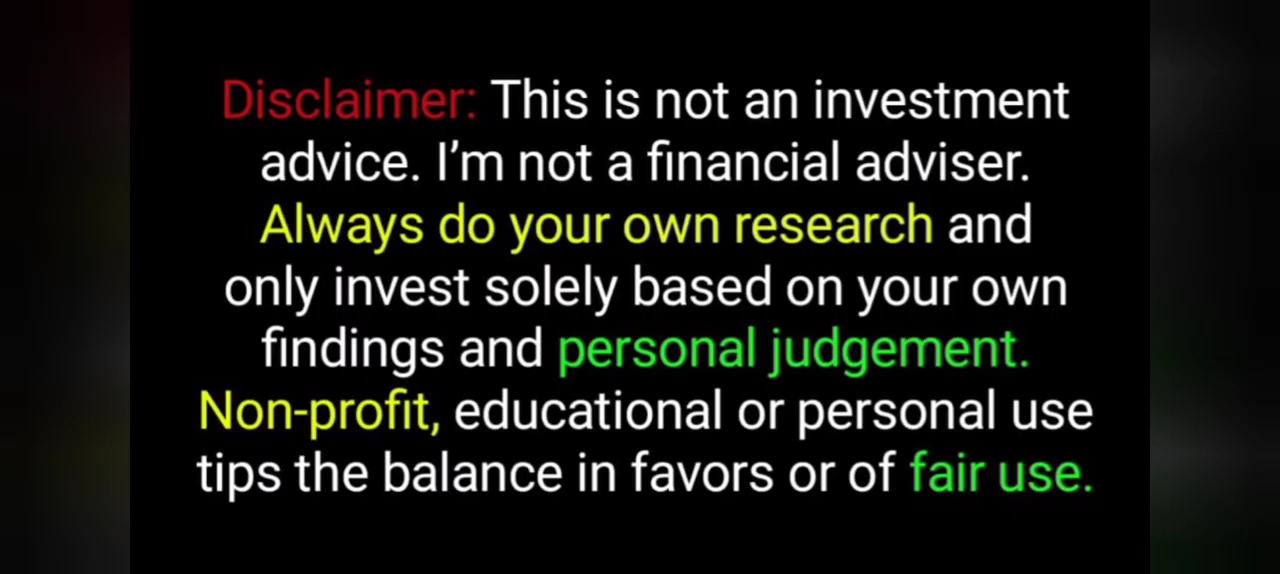 Disclaimer: This is not an investment
advice. I’m not a financial adviser.
Always do your own research and
only invest solely based on your own
findings and personal judgement.
Non-profit, educational or personal use
tips the balance in favors or of fair use.